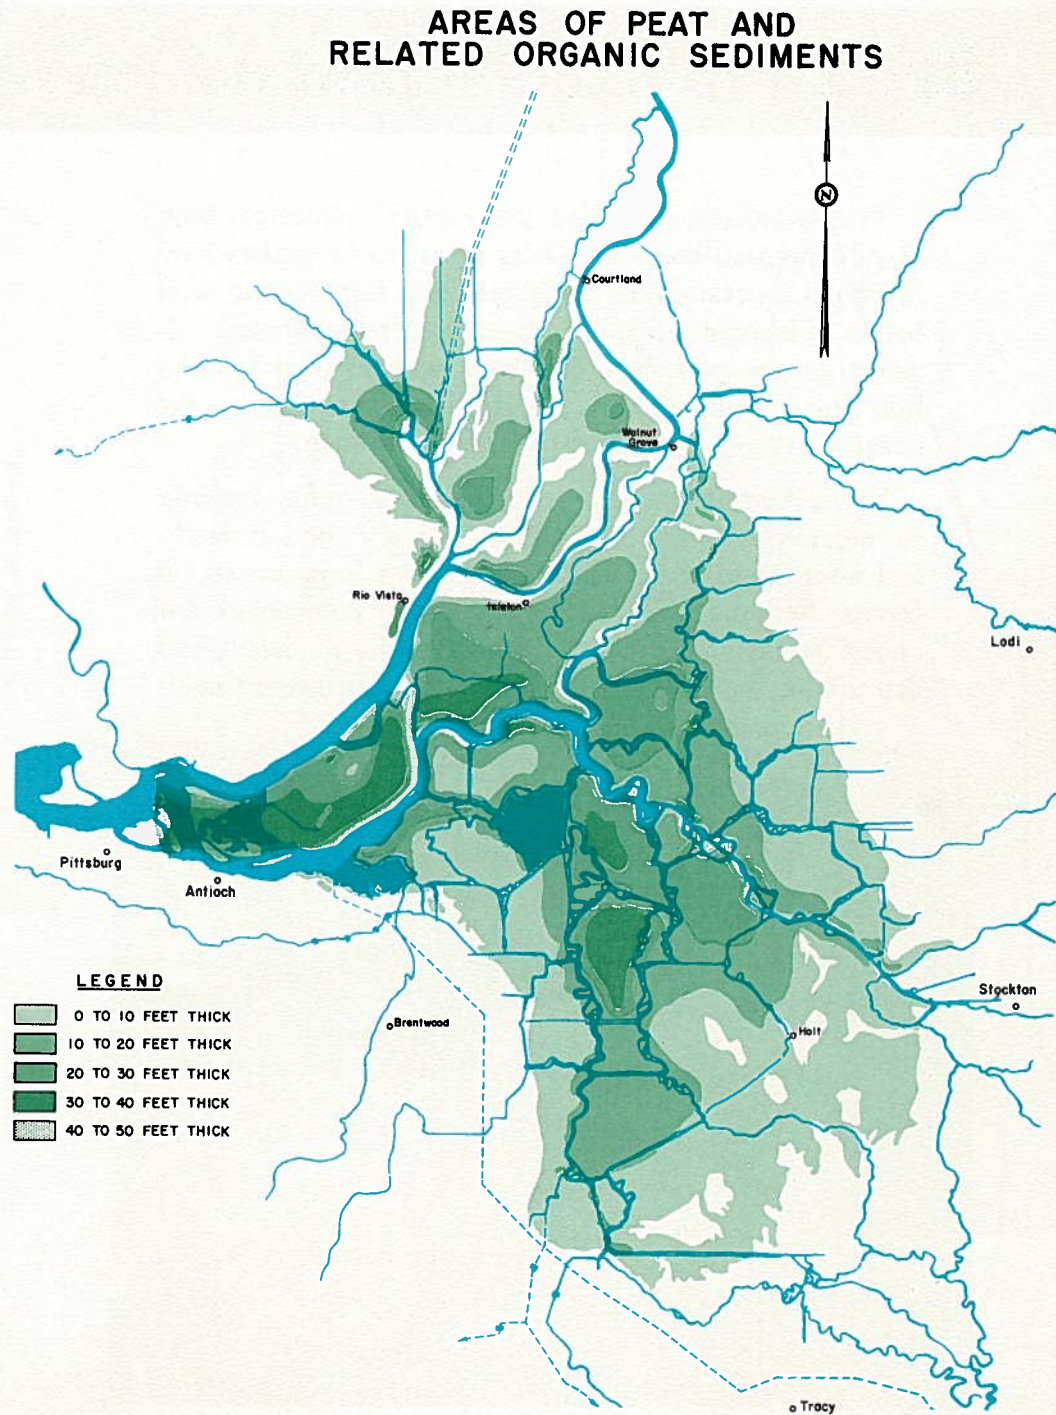 AREAS OF PEAT AND
RELATED ORGANIC SEDIMENTS
N
Courtland
Walnut
Grove
Rio Vista
Isleton
Lodi
Pittsburg
Antioch
LEGEND
0 TO 10 FEET THICK
10 TO 20 FEET THICK
20 TO 30 FEET THICK
30 TO 40 FEET THICK
40 TO 50 FEET THICK
Brentwood
Stockton
Holt
Tracy